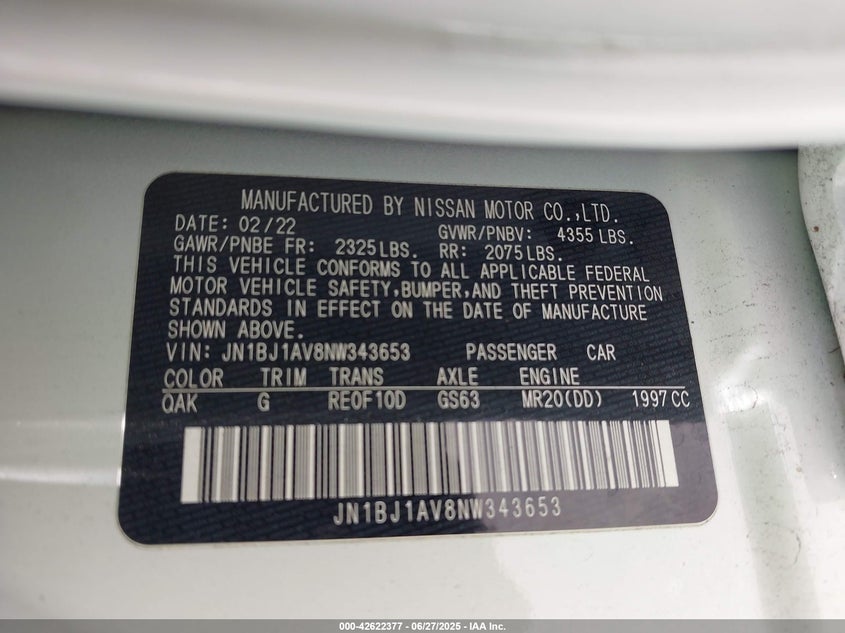 MANUFACTURED BY NISSAN MOTOR CO.,LTD.
DATE: 02/22 GVWR/PNBV: 4355 LBS.
GAWR/PNBE FR: 2325 LBS. RR: 2075 LBS.
THIS VEHICLE CONFORMS TO ALL APPLICABLE FEDERAL
MOTOR VEHICLE SAFETY,BUMPER,AND THEFT PREVENTION
STANDARDS IN EFFECT ON THE DATE OF MANUFACTURE
SHOWN ABOVE.
VIN: JN1BJ1AV8NW343653 PASSENGER CAR
COLOR TRIM TRANS AXLE ENGINE
QAK G RE0F10D GS63 MR20(DD) 1997 CC
JN1BJ1AV8NW343653
000-42622377 - 06/27/2025 - IAA Inc.